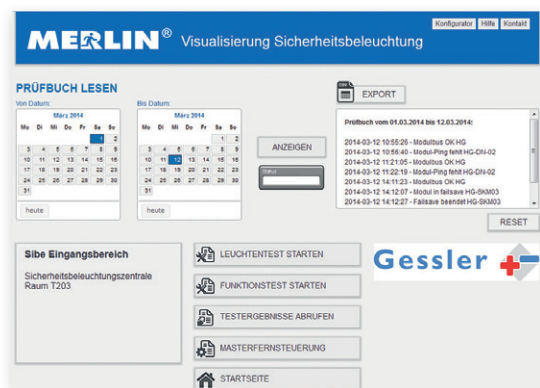 Konfigurator Hilfe Kontakt
MERLIN® Visualisierung Sicherheitsbeleuchtung
PRÜFBUCH LESEN
Von Datum:
März 2014
Mo Di Mi Do Fr Sa So
1 2
3 4 5 6 7 8 9
10 11 12 13 14 15 16
17 18 19 20 21 22 23
24 25 26 27 28 29 30
31
heute
Bis Datum:
März 2014
Mo Di Mi Do Fr Sa So
1 2
3 4 5 6 7 8 9
10 11 12 13 14 15 16
17 18 19 20 21 22 23
24 25 26 27 28 29 30
31
heute
ANZEIGEN
Status
EXPORT
Prüfbuch vom 01.03.2014 bis 12.03.2014:
2014-03-12 10:55:26 - Modulbus OK HG
2014-03-12 10:56:40 - Modul-Ping fehlt HG-DN-02
2014-03-12 11:21:05 - Modulbus OK HG
2014-03-12 11:22:18 - Modul-Ping fehlt HG-DN-02
2014-03-12 14:11:23 - Modulbus OK HG
2014-03-12 14:12:07 - Modul in failsave HG-SKM03
2014-03-12 14:12:27 - Failsave beendet HG-SKM03
RESET
Sibe Eingangsbereich
Sicherheitsbeleuchtungszentrale
Raum T203
LEUCHTENTEST STARTEN
FUNKTIONSTEST STARTEN
TESTERGEBNISSE ABRUFEN
MASTERFERNSTEUERUNG
STARTSEITE
Gessler